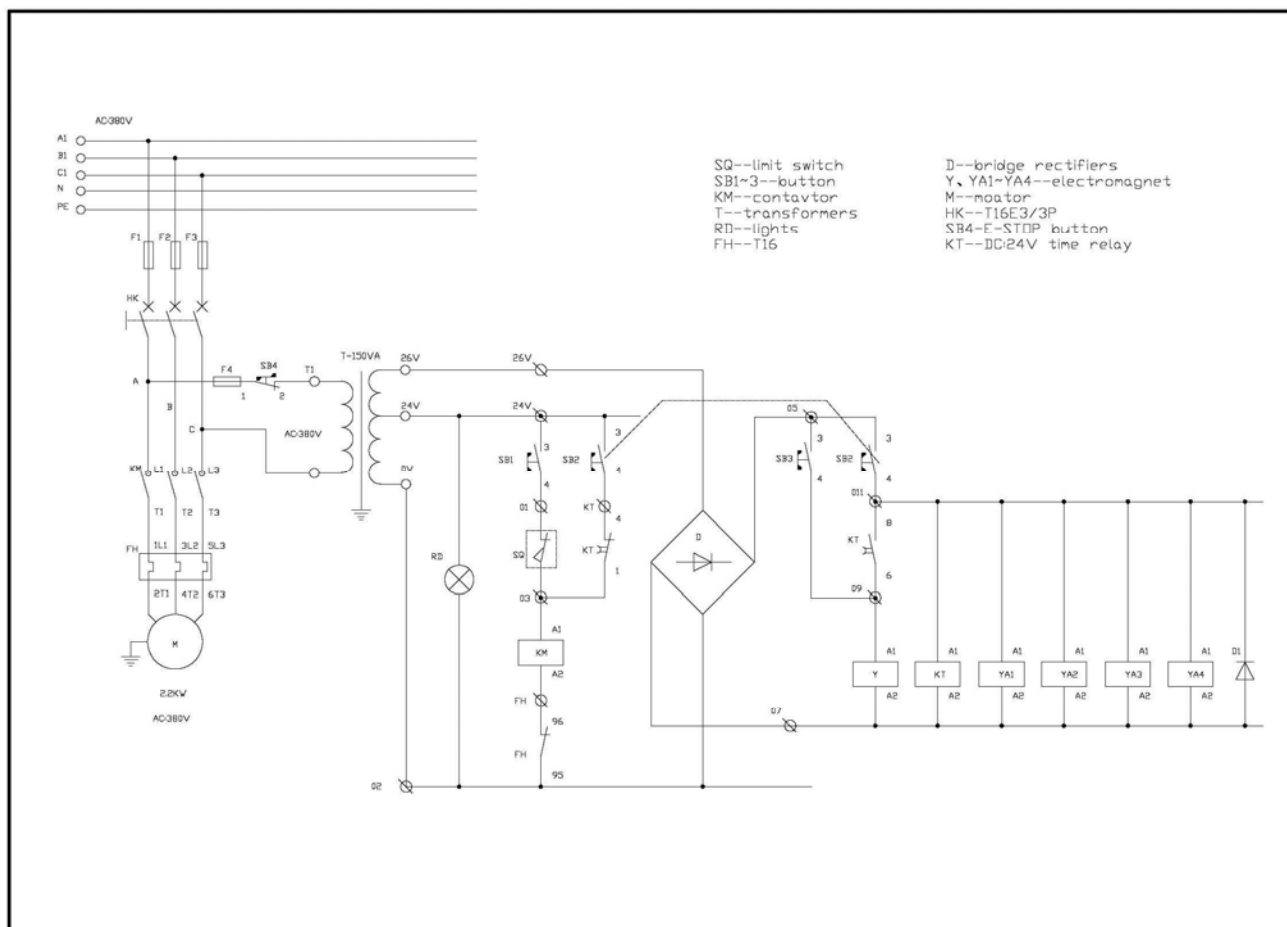 AC-380V
A1
B1
C1
N
PE
SQ--limit switch
SB1~3--button
KM--contavtor
T--transformers
RD--lights
FH--T16
D--bridge rectifiers
Y、YA1~YA4--electromagnet
M--moator
HK--T16E3/3P
SB4-E-STOP button
KT--DC:24V time relay
F1 F2 F3
HK
T-150VA
26V 26V
F4 SB4 T1
A
1 2
B
24V 24V 05
C
AC-380V
3 3 3 3
SB1 SB2 SB3 SB2
4 4 4 4
KM L1 L2 L3
0V
T1 T2 T3
01 KT 011
4 8
FH 1L1 3L2 5L3
D
RD SQ KT KT
1 6
2T1 4T2 6T3
03 09
M
A1 A1 A1 A1 A1 A1 A1 D1
KM Y KT YA1 YA2 YA3 YA4
A2 A2 A2 A2 A2 A2 A2
2.2KW
AC-380V
FH 07
96
FH
95
02